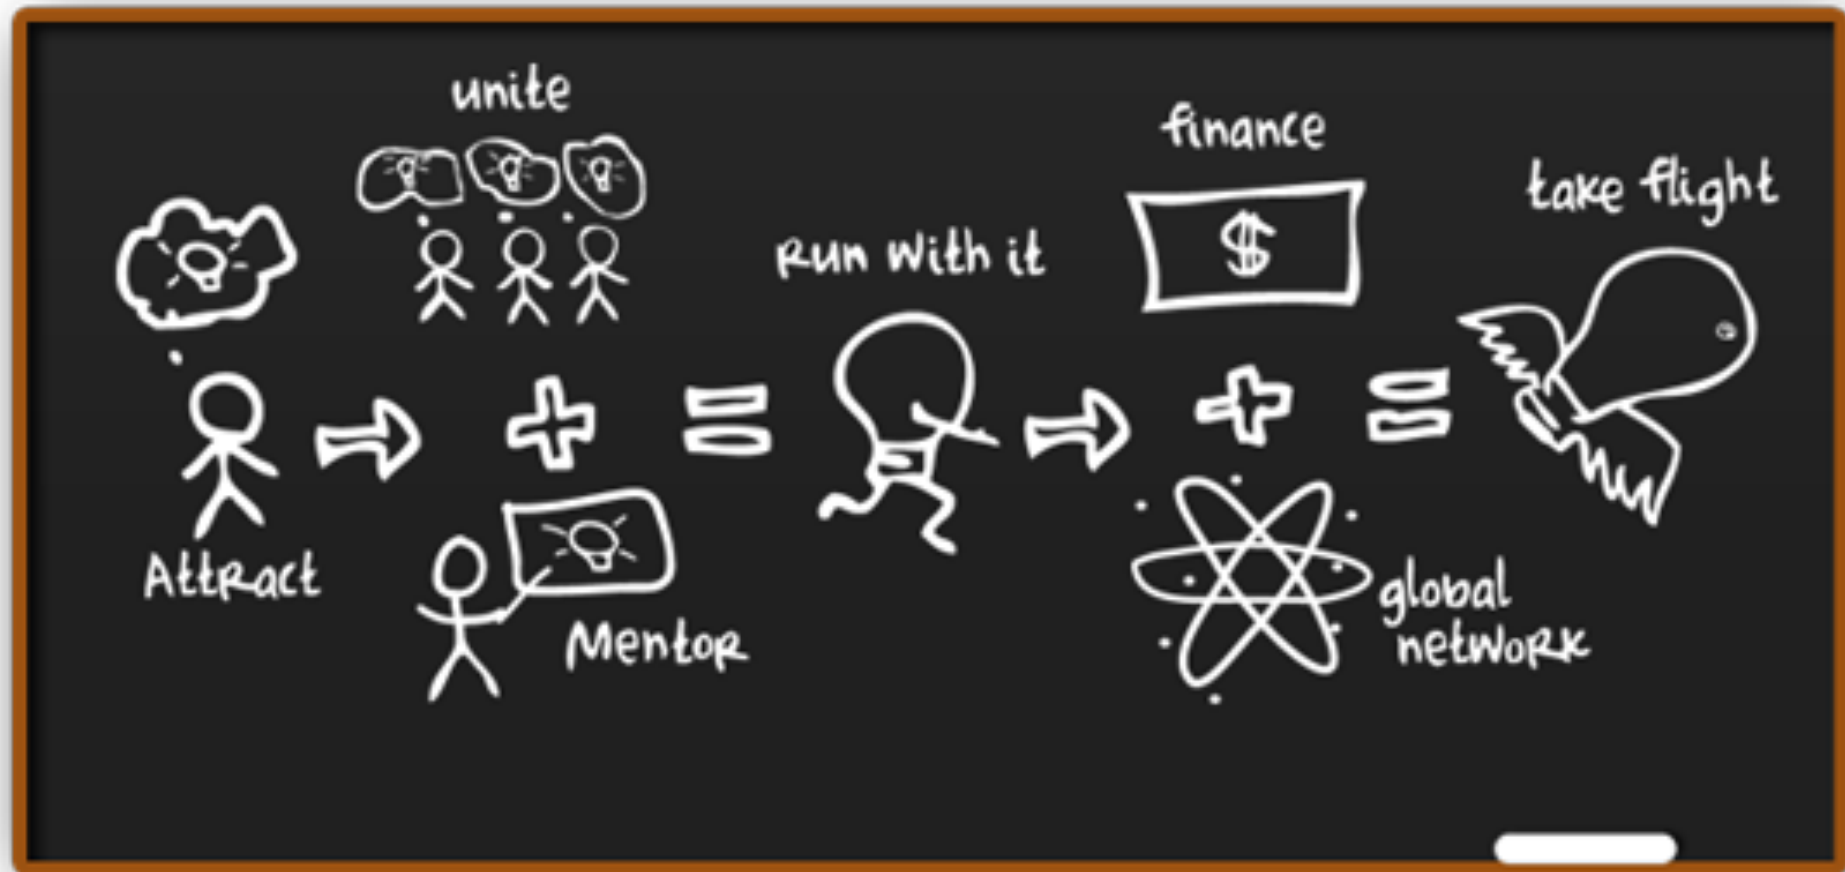 Attract
unite
Mentor
Run with it
finance
$
global
network
take flight